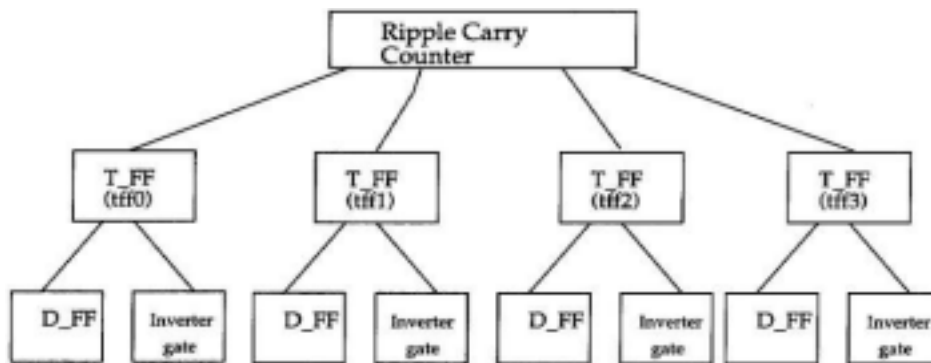 Ripple Carry
Counter
T_FF
(tff0)
T_FF
(tff1)
T_FF
(tff2)
T_FF
(tff3)
D_FF
Inverter
gate
D_FF
Inverter
gate
D_FF
Inverter
gate
D_FF
Inverter
gate